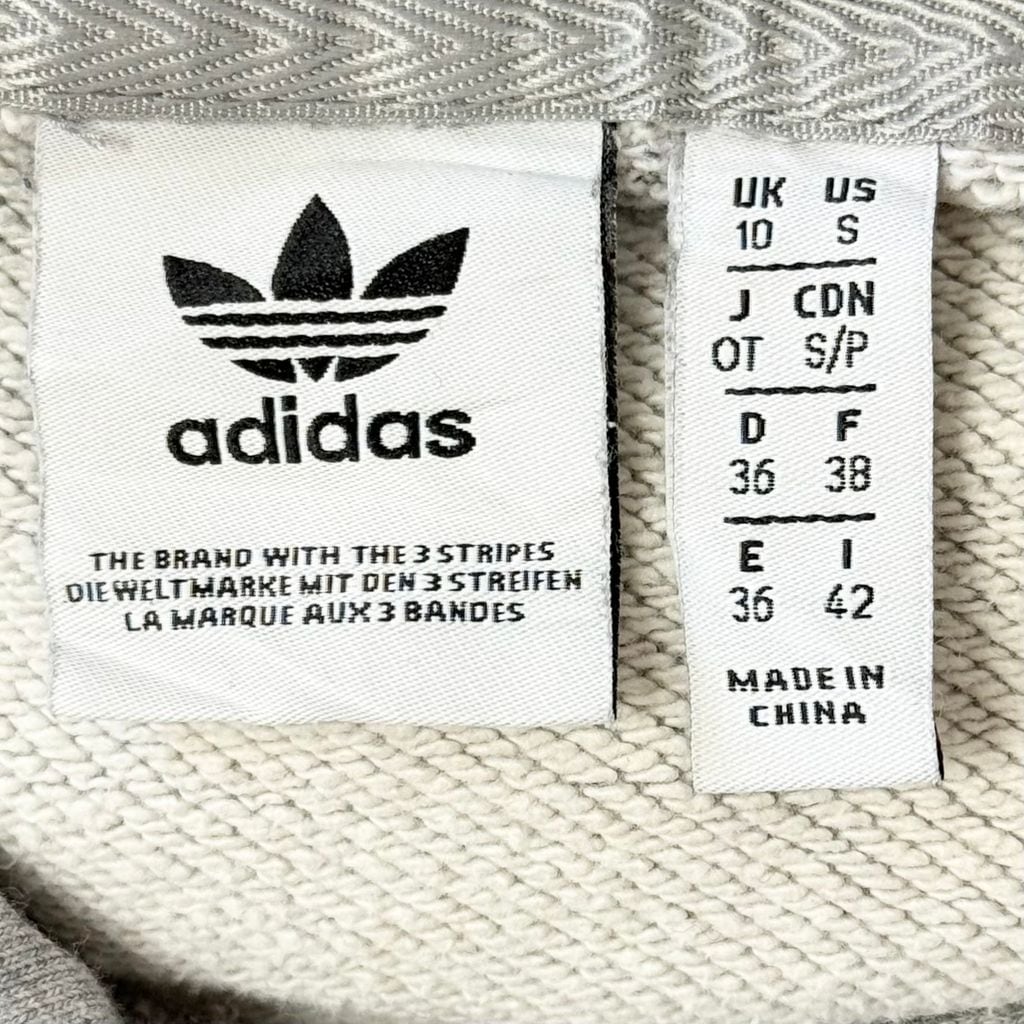 adidas
THE BRAND WITH THE 3 STRIPES
DIE WELTMARKE MIT DEN 3 STREIFEN
LA MARQUE AUX 3 BANDES
UK US
10 S
J CDN
OT S/P
D F
36 38
E I
36 42
MADE IN
CHINA